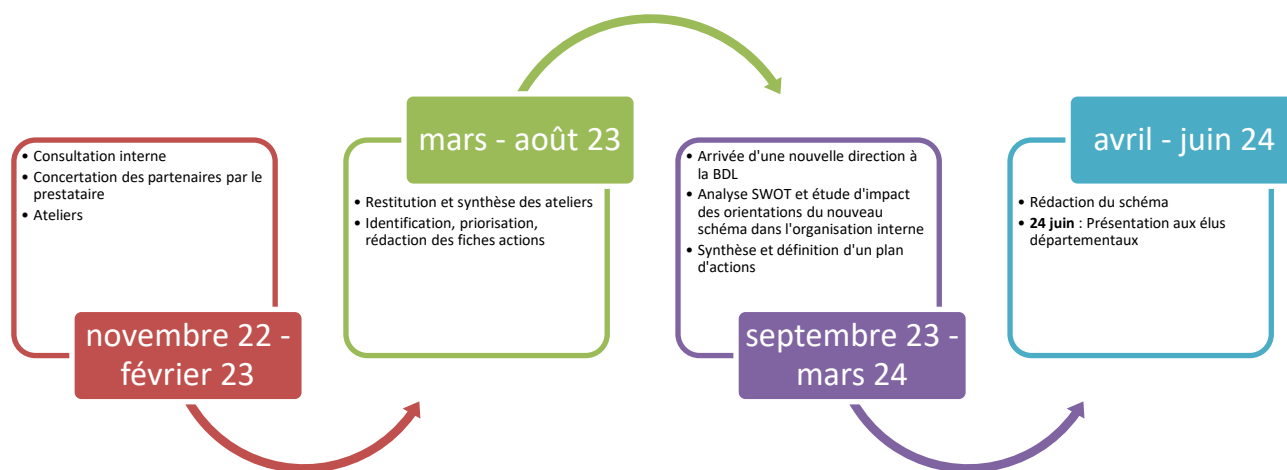 • Consultation interne
• Concertation des partenaires par le
prestataire
• Ateliers
novembre 22 -
février 23
mars - août 23
• Restitution et synthèse des ateliers
• Identification, priorisation,
rédaction des fiches actions
• Arrivée d'une nouvelle direction à
la BDL
• Analyse SWOT et étude d'impact
des orientations du nouveau
schéma dans l'organisation interne
• Synthèse et définition d'un plan
d'actions
septembre 23 -
mars 24
avril - juin 24
• Rédaction du schéma
• 24 juin : Présentation aux élus
départementaux